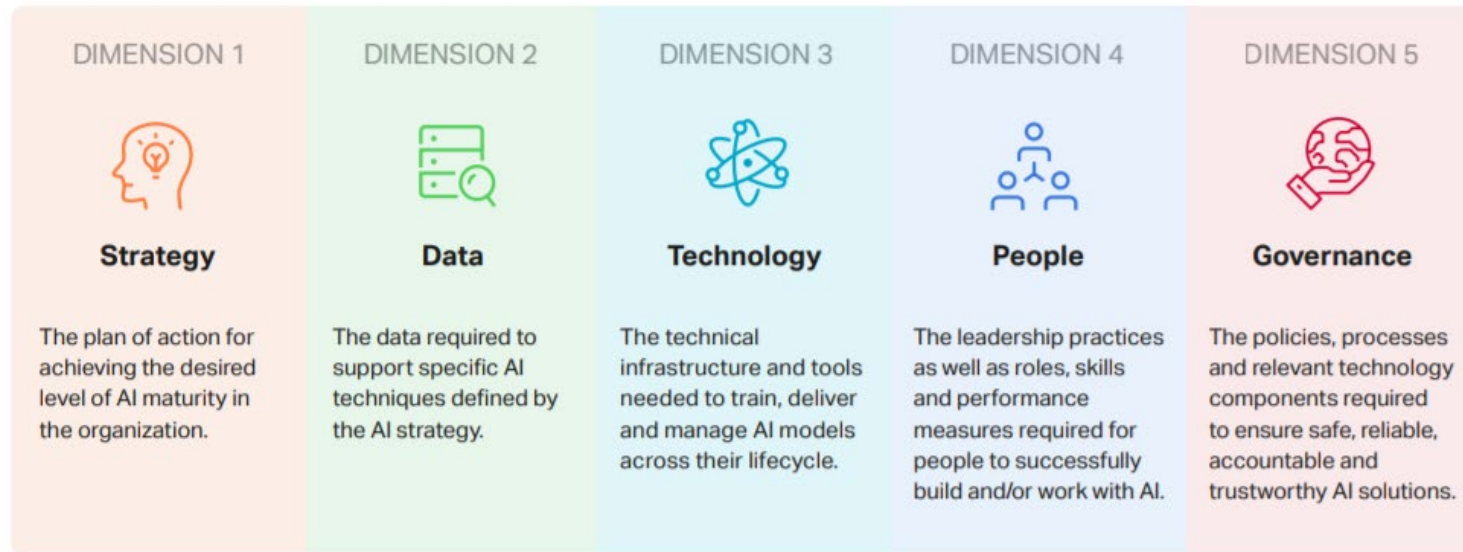 DIMENSION 1
Strategy
The plan of action for
achieving the desired
level of AI maturity in
the organization.
DIMENSION 2
Data
The data required to
support specific AI
techniques defined by
the AI strategy.
DIMENSION 3
Technology
The technical
infrastructure and tools
needed to train, deliver
and manage AI models
across their lifecycle.
DIMENSION 4
People
The leadership practices
as well as roles, skills
and performance
measures required for
people to successfully
build and/or work with AI.
DIMENSION 5
Governance
The policies, processes
and relevant technology
components required
to ensure safe, reliable,
accountable and
trustworthy AI solutions.